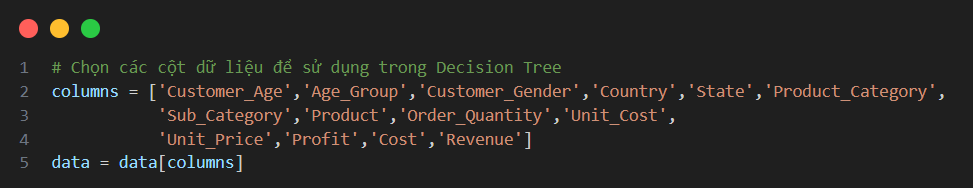 1 # Chọn các cột dữ liệu để sử dụng trong Decision Tree
2 columns = ['Customer_Age','Age_Group','Customer_Gender','Country','State','Product_Category',
3 'Sub_Category','Product','Order_Quantity','Unit_Cost',
4 'Unit_Price','Profit','Cost','Revenue']
5 data = data[columns]